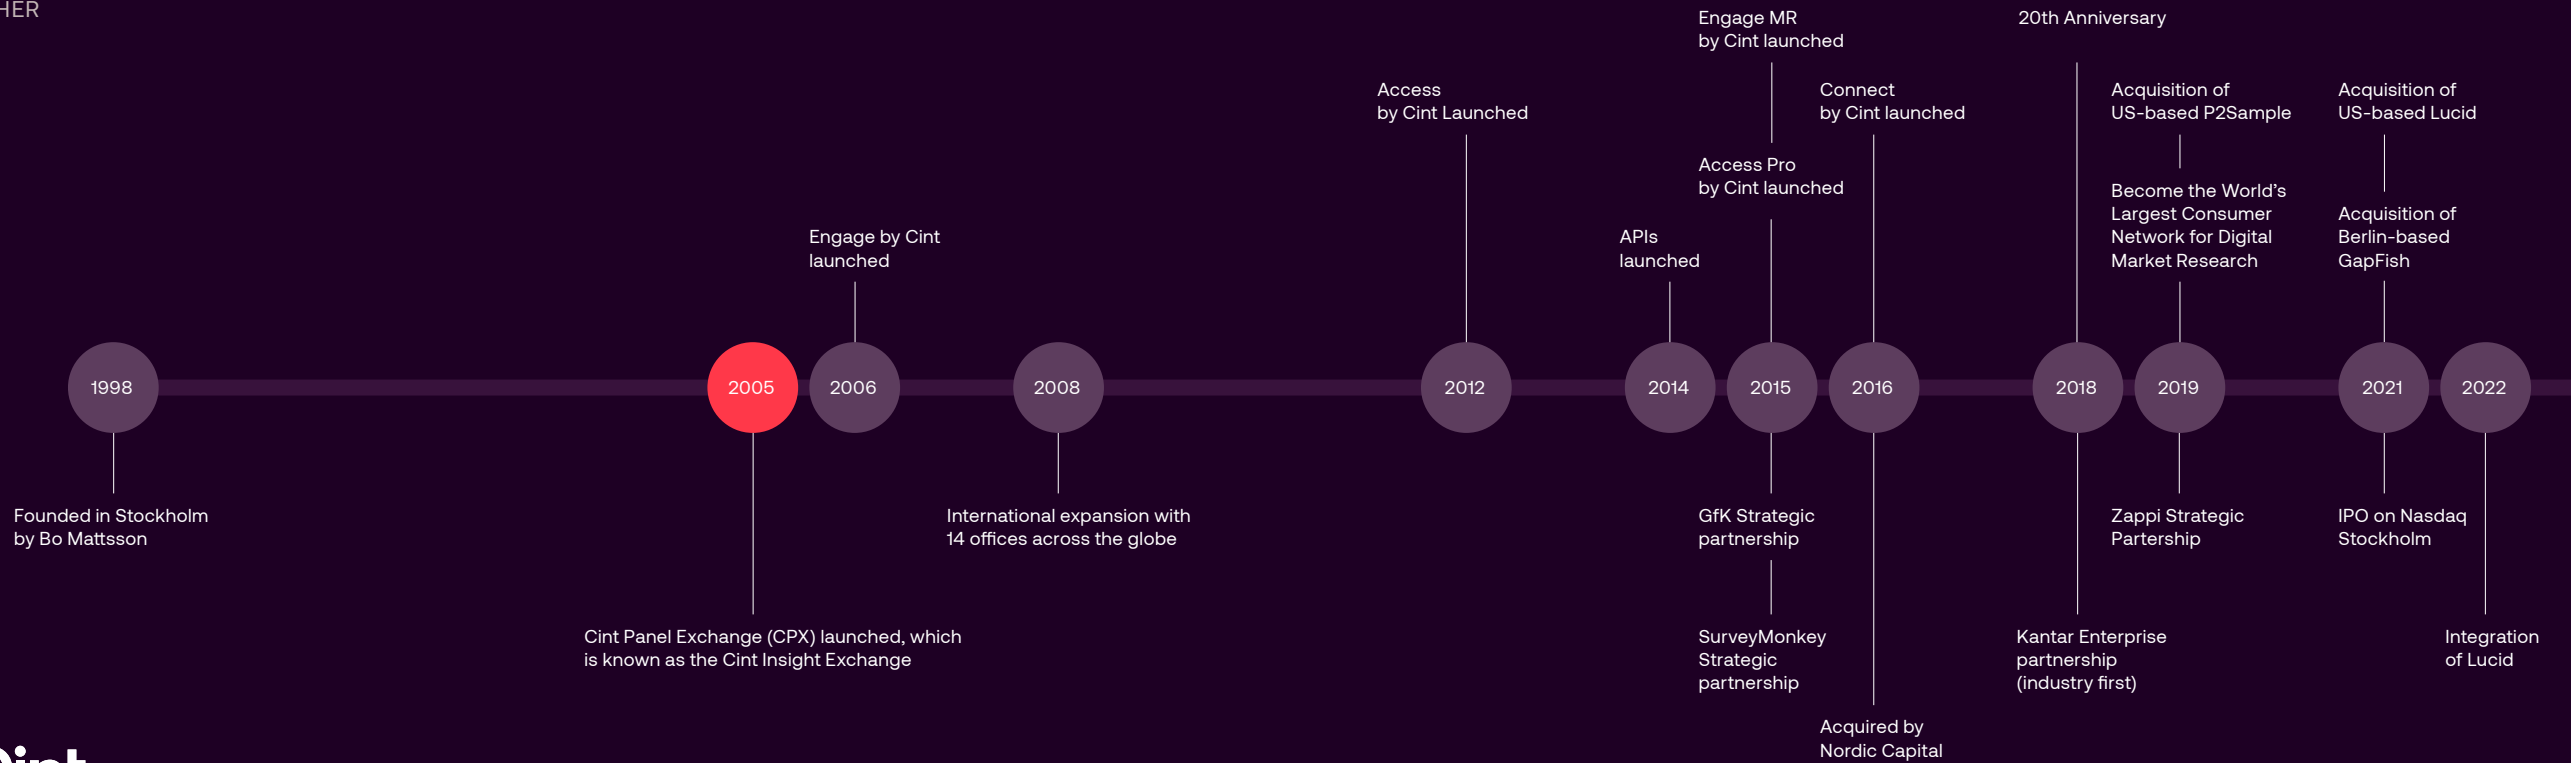 HER
Engage MR
by Cint launched
20th Anniversary
Access
by Cint Launched
Connect
by Cint launched
Acquisition of
US-based P2Sample
Acquisition of
US-based Lucid
Access Pro
by Cint launched
Become the World’s
Largest Consumer
Network for Digital
Market Research
Acquisition of
Berlin-based
GapFish
Engage by Cint
launched
APIs
launched
1998
2005
2006
2008
2012
2014
2015
2016
2018
2019
2021
2022
Founded in Stockholm
by Bo Mattsson
International expansion with
14 offices across the globe
GfK Strategic
partnership
Zappi Strategic
Partership
IPO on Nasdaq
Stockholm
Cint Panel Exchange (CPX) launched, which
is known as the Cint Insight Exchange
SurveyMonkey
Strategic
partnership
Kantar Enterprise
partnership
(industry first)
Integration
of Lucid
Acquired by
Nordic Capital